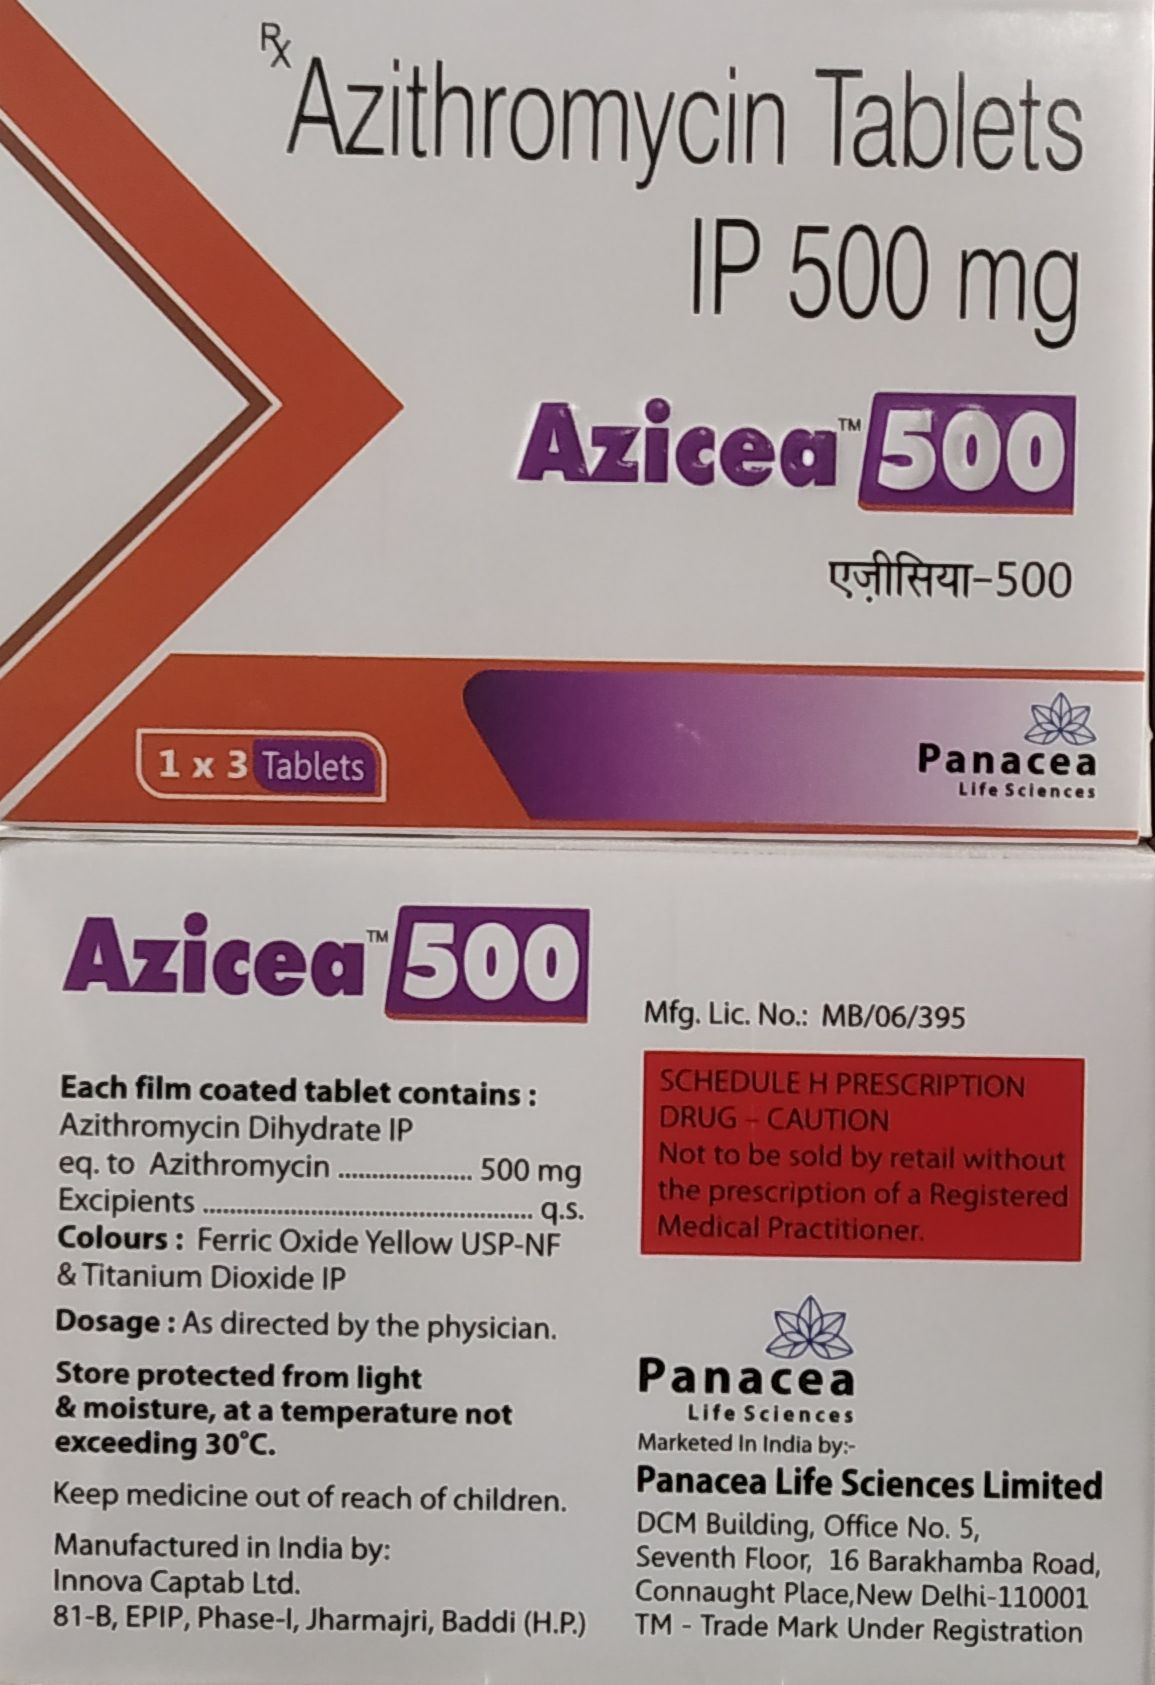 Rx
Azithromycin Tablets
IP 500 mg
Azicea™ 500
एज़ीसिया-500
1 x 3 Tablets
Panacea
Life Sciences
Azicea™ 500
Each film coated tablet contains :
Azithromycin Dihydrate IP
eq. to Azithromycin ..................... 500 mg
Excipients ................................................. q.s.
Colours : Ferric Oxide Yellow USP-NF
& Titanium Dioxide IP
Dosage : As directed by the physician.
Store protected from light
& moisture, at a temperature not
exceeding 30°C.
Keep medicine out of reach of children.
Manufactured in India by:
Innova Captab Ltd.
81-B, EPIP, Phase-I, Jharmajri, Baddi (H.P.)
Mfg. Lic. No.: MB/06/395
SCHEDULE H PRESCRIPTION
DRUG - CAUTION
Not to be sold by retail without
the prescription of a Registered
Medical Practitioner.
Panacea
Life Sciences
Marketed In India by:-
Panacea Life Sciences Limited
DCM Building, Office No. 5,
Seventh Floor, 16 Barakhamba Road,
Connaught Place,New Delhi-110001
TM - Trade Mark Under Registration